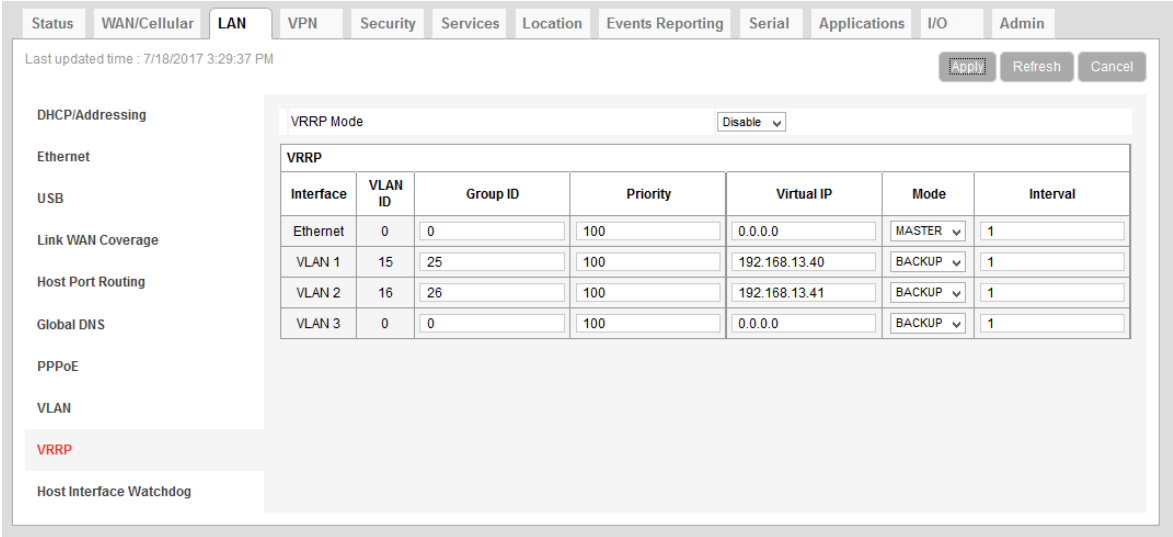 Status WAN/Cellular LAN VPN Security Services Location Events Reporting Serial Applications I/O Admin
Last updated time : 7/18/2017 3:29:37 PM
Apply Refresh Cancel
DHCP/Addressing
Ethernet
USB
Link WAN Coverage
Host Port Routing
Global DNS
PPPoE
VLAN
VRRP
Host Interface Watchdog
VRRP Mode Disable
VRRP
Interface VLAN ID Group ID Priority Virtual IP Mode Interval
Ethernet 0 0 100 0.0.0.0 MASTER 1
VLAN 1 15 25 100 192.168.13.40 BACKUP 1
VLAN 2 16 26 100 192.168.13.41 BACKUP 1
VLAN 3 0 0 100 0.0.0.0 BACKUP 1